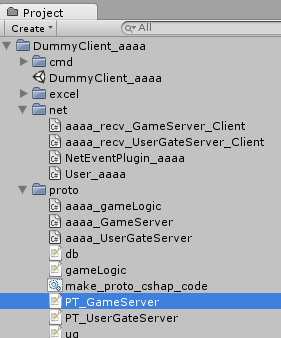 Project
Create
All
DummyClient_aaaa
cmd
DummyClient_aaaa
excel
net
aaaa_recv_GameServer_Client
aaaa_recv_UserGateServer_Client
NetEventPlugin_aaaa
User_aaaa
proto
aaaa_gameLogic
aaaa_GameServer
aaaa_UserGateServer
db
gameLogic
make_proto_cshap_code
PT_GameServer
PT_UserGateServer
ug